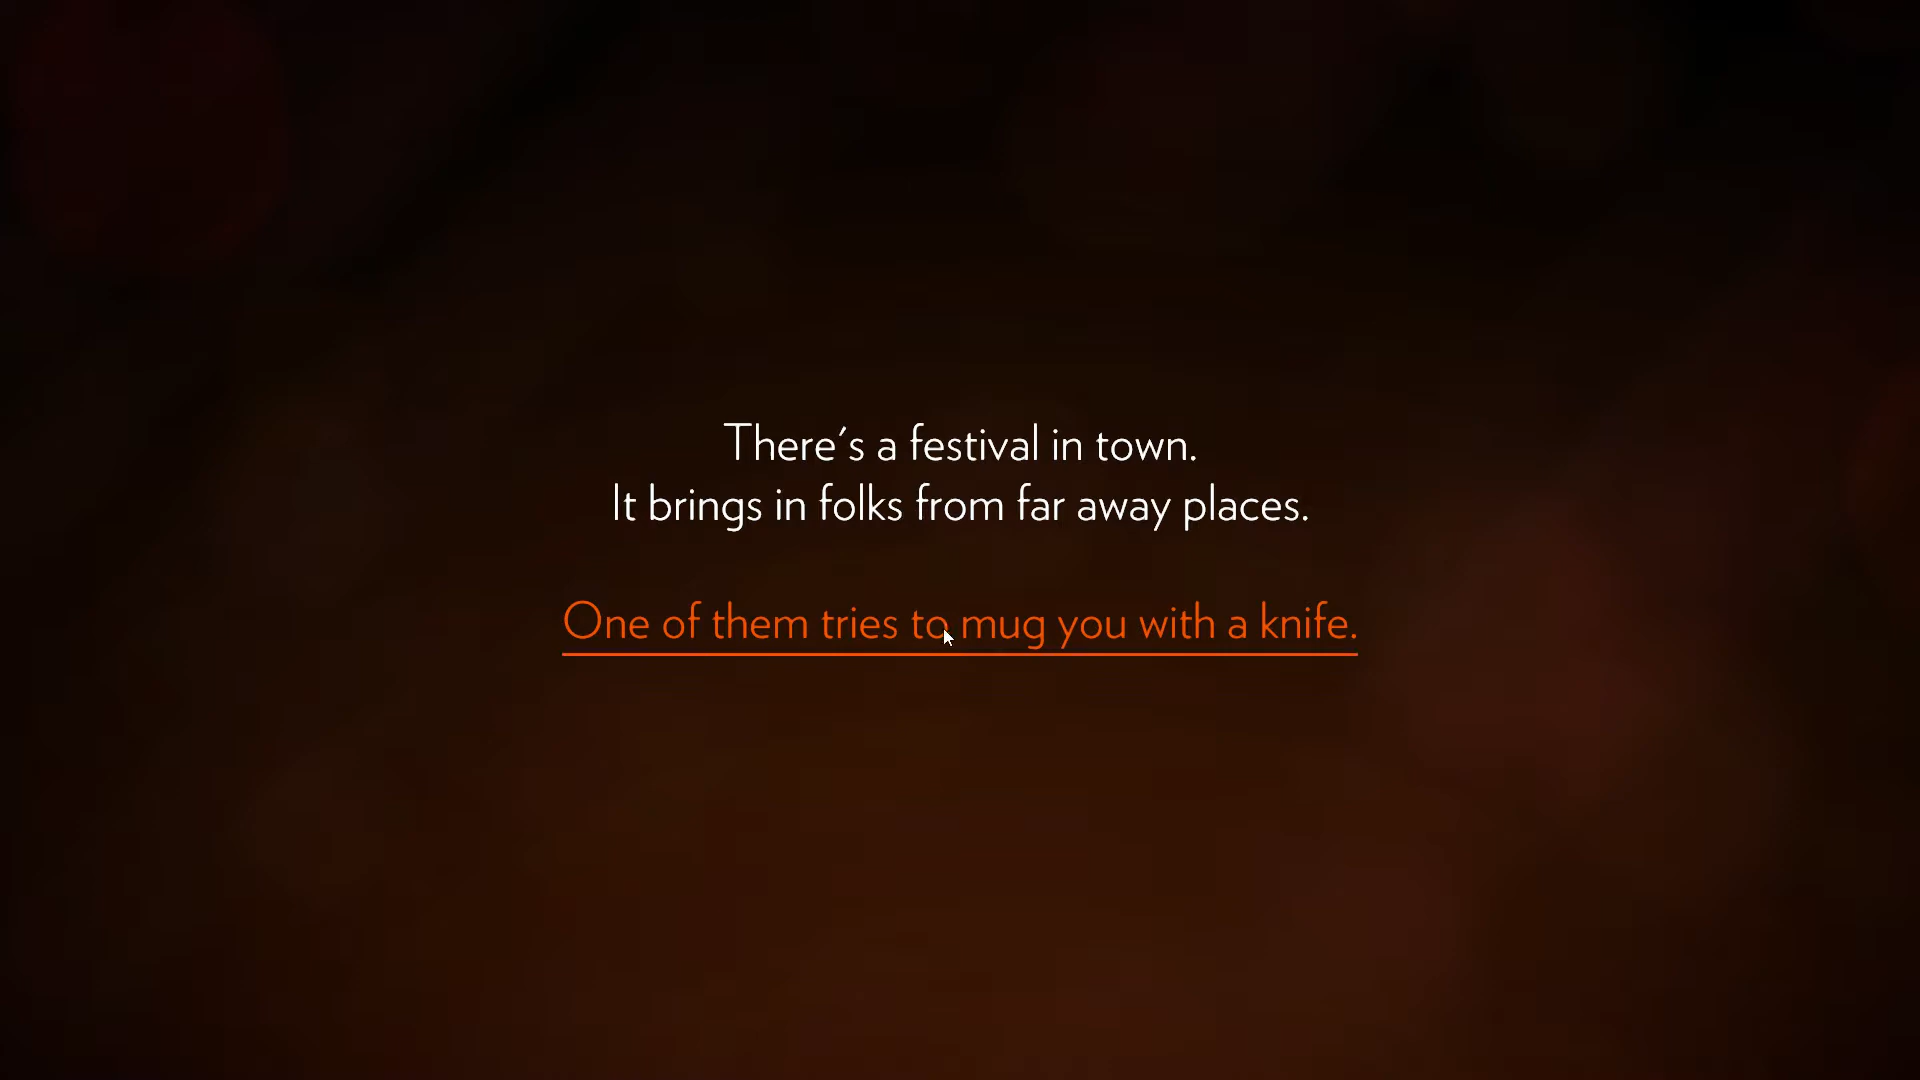 There's a festival in town.
It brings in folks from far away places.
One of them tries to mug you with a knife.